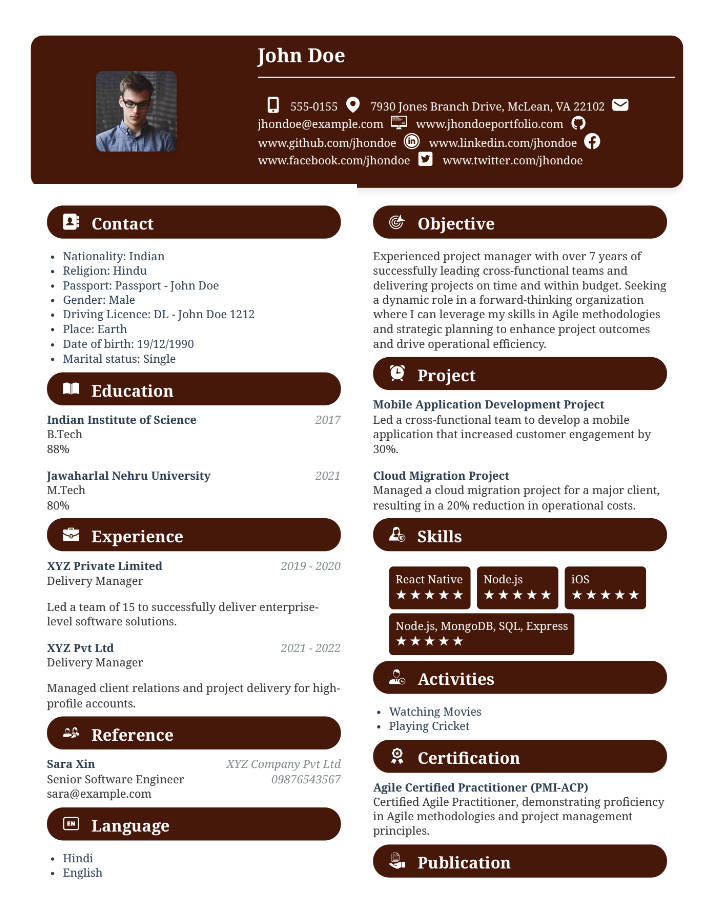 John Doe
555-0155 7930 Jones Branch Drive, McLean, VA 22102
jhondoe@example.com www.jhondoeportfolio.com
www.github.com/jhondoe www.linkedin.com/jhondoe
www.facebook.com/jhondoe www.twitter.com/jhondoe
Contact
• Nationality: Indian
• Religion: Hindu
• Passport: Passport - John Doe
• Gender: Male
• Driving Licence: DL - John Doe 1212
• Place: Earth
• Date of birth: 19/12/1990
• Marital status: Single
Education
Indian Institute of Science 2017
B.Tech
88%
Jawaharlal Nehru University 2021
M.Tech
80%
Experience
XYZ Private Limited 2019 - 2020
Delivery Manager
Led a team of 15 to successfully deliver enterprise-
level software solutions.
XYZ Pvt Ltd 2021 - 2022
Delivery Manager
Managed client relations and project delivery for high-
profile accounts.
Reference
Sara Xin XYZ Company Pvt Ltd
Senior Software Engineer 09876543567
sara@example.com
EN Language
• Hindi
• English
Objective
Experienced project manager with over 7 years of
successfully leading cross-functional teams and
delivering projects on time and within budget. Seeking
a dynamic role in a forward-thinking organization
where I can leverage my skills in Agile methodologies
and strategic planning to enhance project outcomes
and drive operational efficiency.
Project
Mobile Application Development Project
Led a cross-functional team to develop a mobile
application that increased customer engagement by
30%.
Cloud Migration Project
Managed a cloud migration project for a major client,
resulting in a 20% reduction in operational costs.
Skills
React Native Node.js iOS
★★★★★ ★★★★★ ★★★★★
Node.js, MongoDB, SQL, Express
★★★★★
Activities
• Watching Movies
• Playing Cricket
Certification
Agile Certified Practitioner (PMI-ACP)
Certified Agile Practitioner, demonstrating proficiency
in Agile methodologies and project management
principles.
Publication